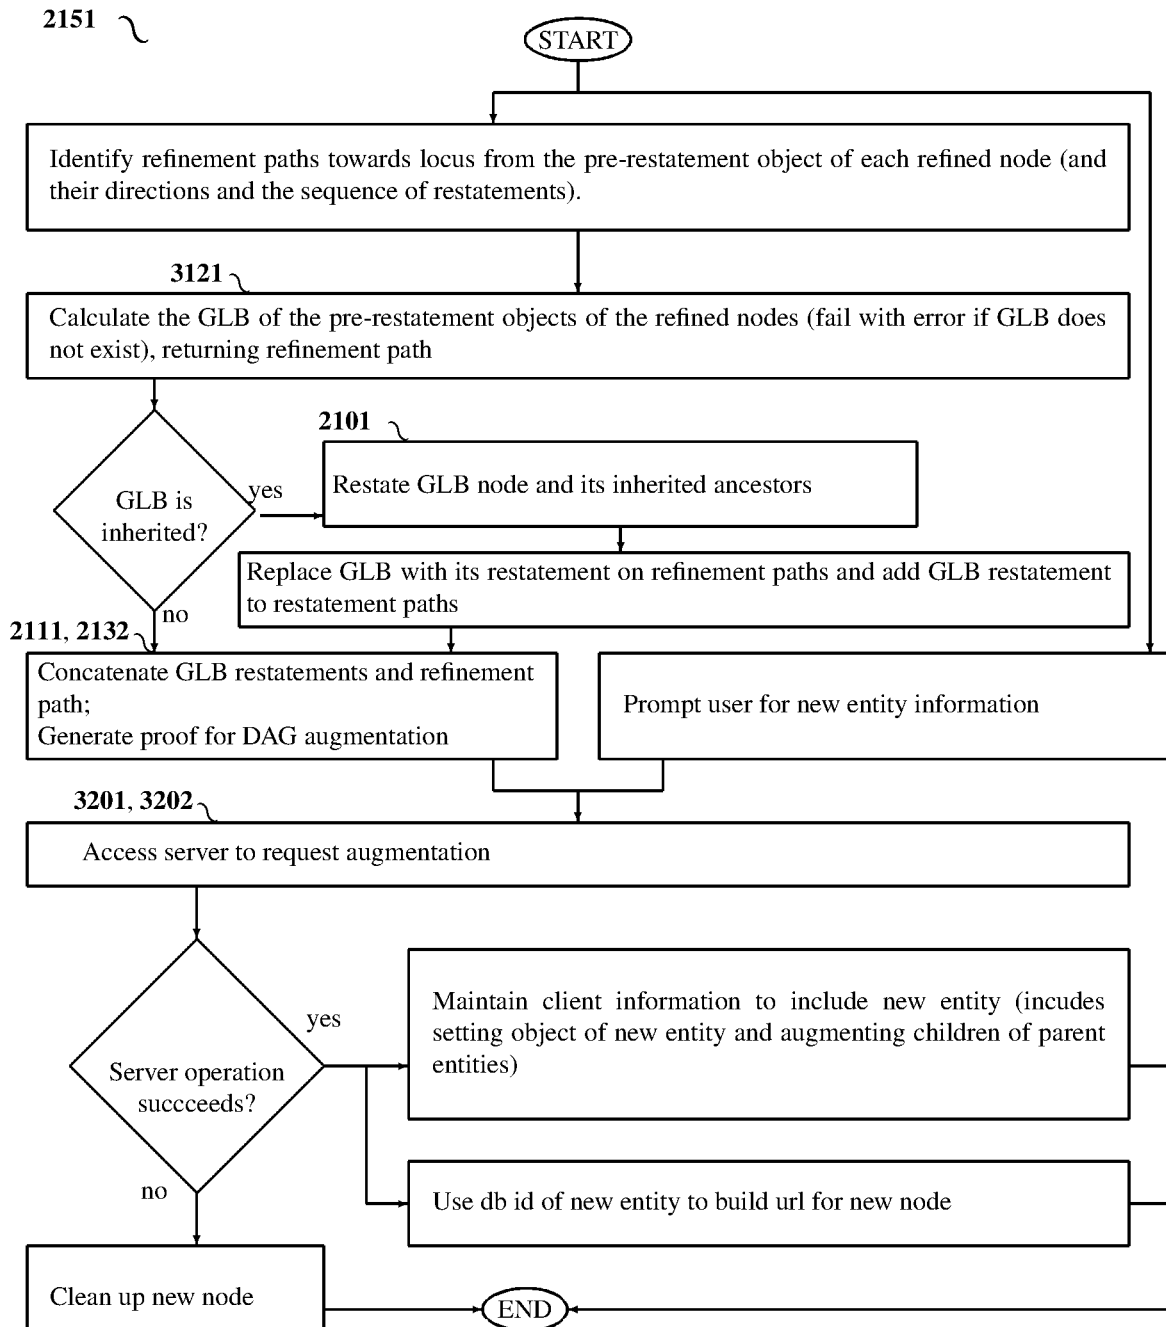 2151
START
Identify refinement paths towards locus from the pre-restatement object of each refined node (and
their directions and the sequence of restatements).
3121
Calculate the GLB of the pre-restatement objects of the refined nodes (fail with error if GLB does
not exist), returning refinement path
2101
GLB is
inherited?
yes
Restate GLB node and its inherited ancestors
Replace GLB with its restatement on refinement paths and add GLB restatement
to restatement paths
no
2111, 2132
Concatenate GLB restatements and refinement
path;
Generate proof for DAG augmentation
Prompt user for new entity information
3201, 3202
Access server to request augmentation
Server operation
succceeds?
yes
Maintain client information to include new entity (incudes
setting object of new entity and augmenting children of parent
entities)
no
Use db id of new entity to build url for new node
Clean up new node
END